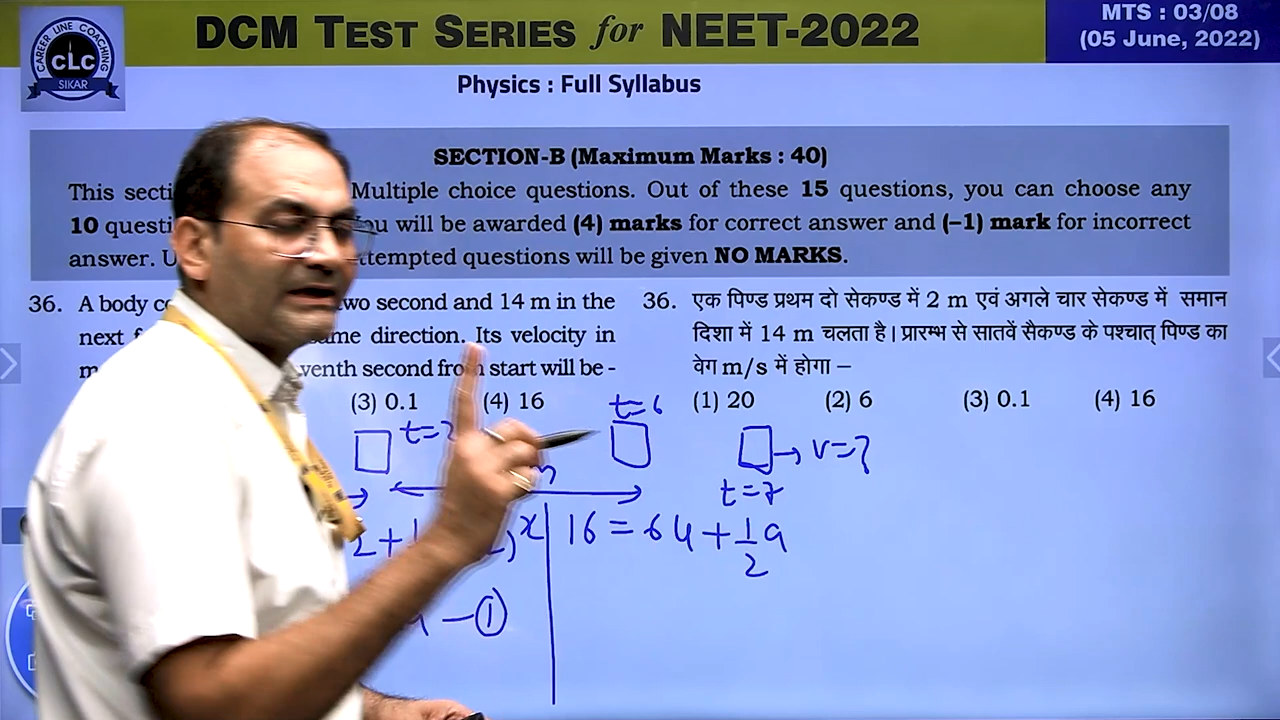 DCM TEST SERIES for NEET-2022
MTS : 03/08
(05 June, 2022)
CAREER LINE COACHING
CLC
SIKAR
Physics : Full Syllabus
SECTION-B (Maximum Marks : 40)
This secti Multiple choice questions. Out of these 15 questions, you can choose any
10 questi u will be awarded (4) marks for correct answer and (–1) mark for incorrect
answer. U ttempted questions will be given NO MARKS.
36. A body co wo second and 14 m in the
next f ame direction. Its velocity in
m venth second from start will be -
(3) 0.1 (4) 16
36. एक पिण्ड प्रथम दो सेकण्ड में 2 m एवं अगले चार सेकण्ड में समान
दिशा में 14 m चलता है। प्रारम्भ से सातवें सैकण्ड के पश्चात् पिण्ड का
वेग m/s में होगा –
(1) 20 (2) 6 (3) 0.1 (4) 16
t=2
t=6
t=7
v=?
m
2+
2)
x
- ①
16=6u+1/2 a